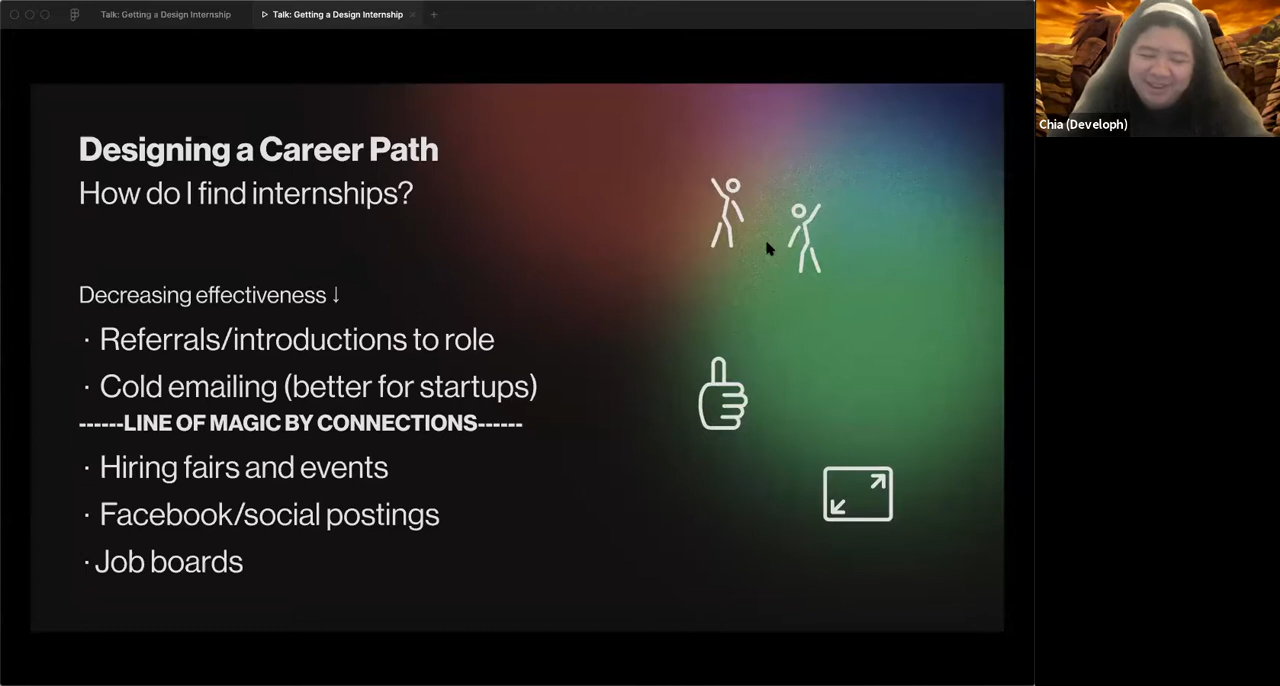 Talk: Getting a Design Internship
Talk: Getting a Design Internship
Chia (Developh)
Designing a Career Path
How do I find internships?
Decreasing effectiveness ↓
· Referrals/introductions to role
· Cold emailing (better for startups)
------LINE OF MAGIC BY CONNECTIONS------
· Hiring fairs and events
· Facebook/social postings
· Job boards